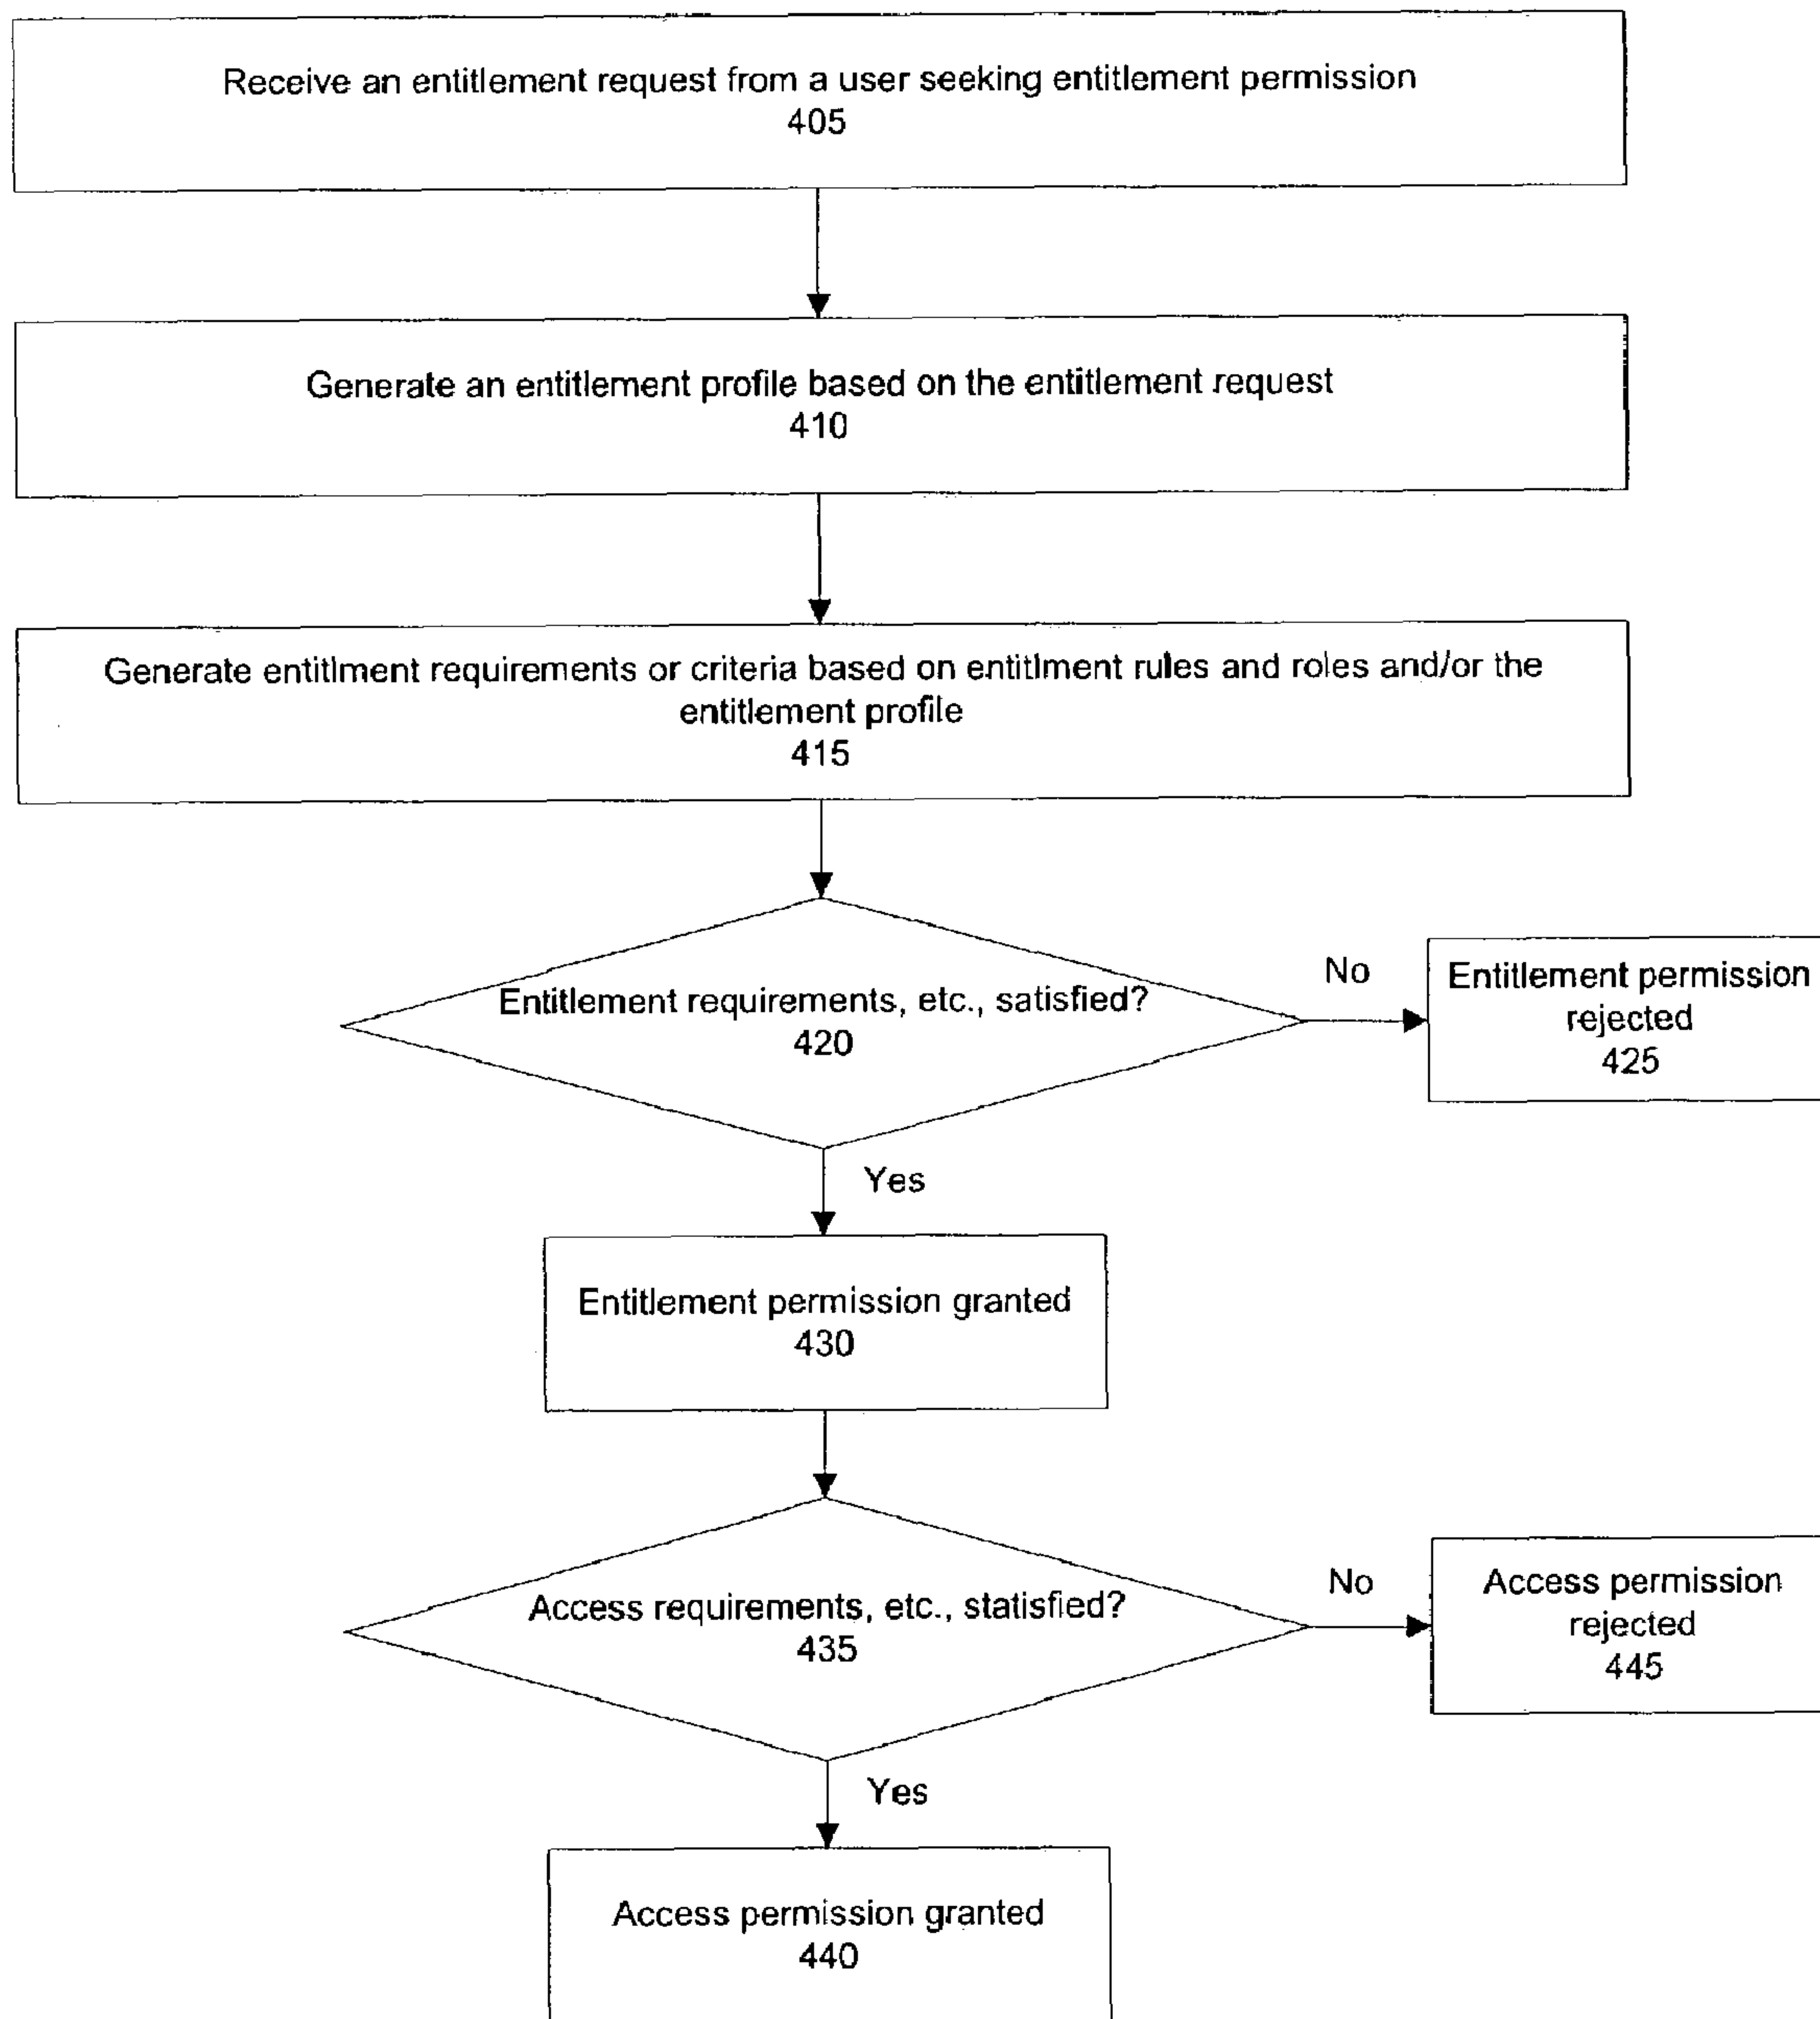 Receive an entitlement request from a user seeking entitlement permission
405
Generate an entitlement profile based on the entitlement request
410
Generate entitlment requirements or criteria based on entitlment rules and roles and/or the
entitlement profile
415
Entitlement requirements, etc., satisfied?
420
No
Entitlement permission
rejected
425
Yes
Entitlement permission granted
430
Access requirements, etc., statisfied?
435
No
Access permission
rejected
445
Yes
Access permission granted
440